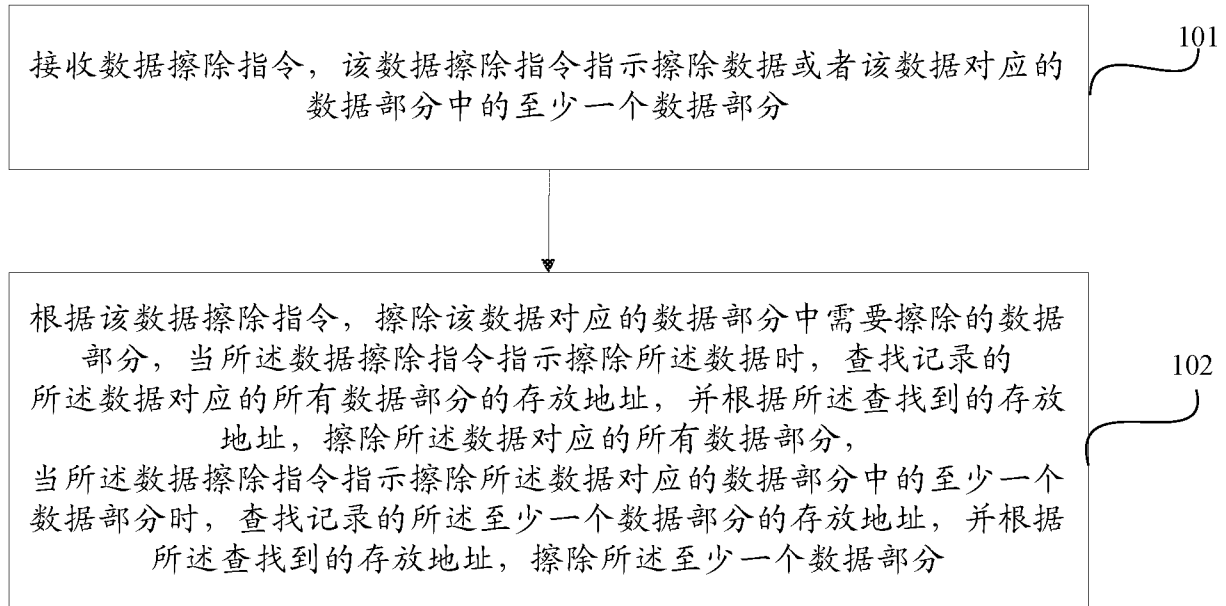 接收数据擦除指令，该数据擦除指令指示擦除数据或者该数据对应的
数据部分中的至少一个数据部分
101
根据该数据擦除指令，擦除该数据对应的数据部分中需要擦除的数据
部分，当所述数据擦除指令指示擦除所述数据时，查找记录的
所述数据对应的所有数据部分的存放地址，并根据所述查找到的存放
地址，擦除所述数据对应的所有数据部分，
当所述数据擦除指令指示擦除所述数据对应的数据部分中的至少一个
数据部分时，查找记录的所述至少一个数据部分的存放地址，并根据
所述查找到的存放地址，擦除所述至少一个数据部分
102